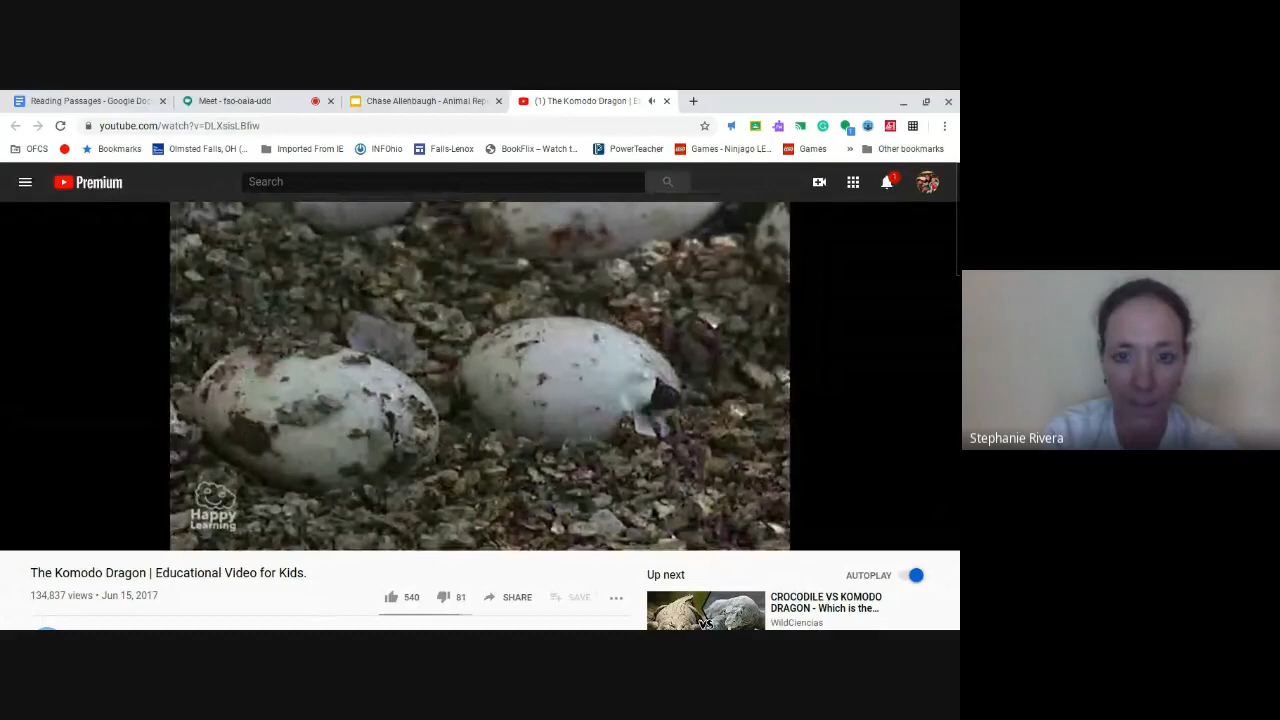 Reading Passages - Google Doc
Meet - fso-oaia-udd
Chase Allenbaugh - Animal Rep
(1) The Komodo Dragon | E
youtube.com/watch?v=DLXsisLBfiw
OFCS
Bookmarks
Olmsted Falls, OH (...
Imported From IE
INFOhio
Falls-Lenox
BookFlix – Watch t...
PowerTeacher
Games - Ninjago LE...
Games
»
Other bookmarks
Premium
Search
1
Happy
Learning
The Komodo Dragon | Educational Video for Kids.
134,837 views • Jun 15, 2017
540
81
SHARE
SAVE
Up next
AUTOPLAY
CROCODILE VS KOMODO
DRAGON - Which is the...
WildCiencias
VS
Stephanie Rivera